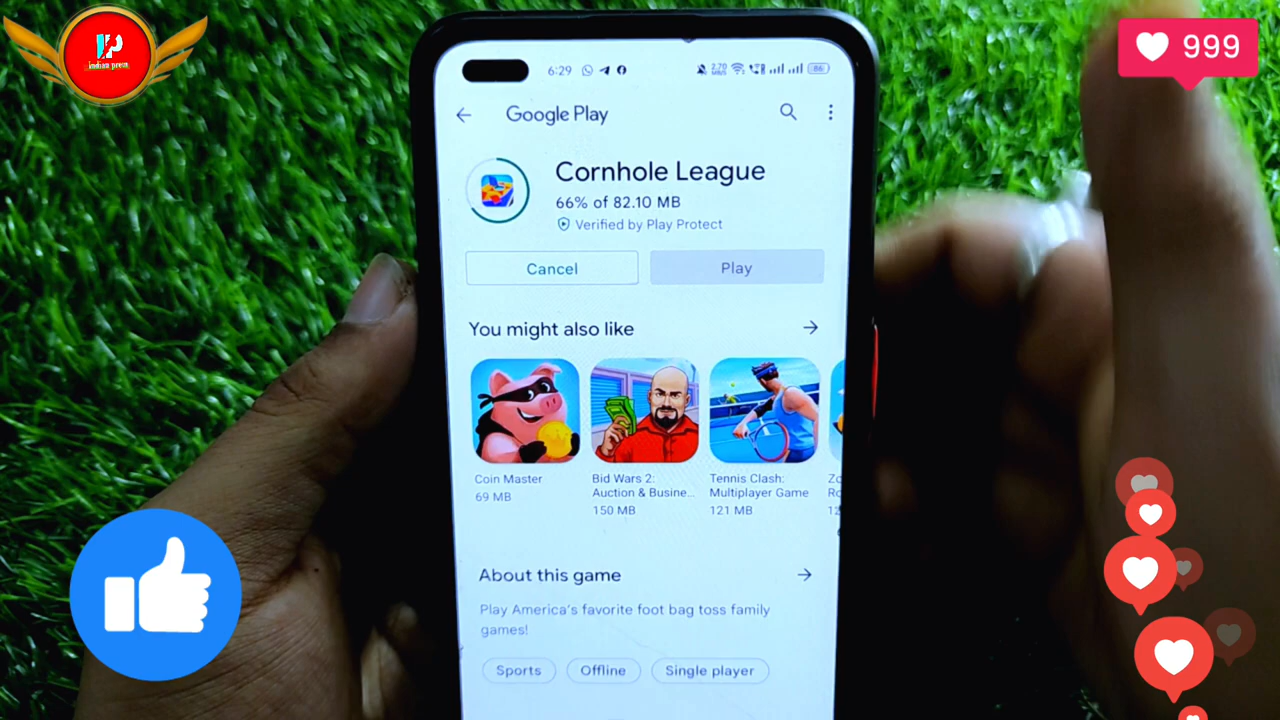 IP
indian prem
999
6:29
86
Google Play
Cornhole League
66% of 82.10 MB
Verified by Play Protect
Cancel
Play
You might also like
Coin Master
69 MB
Bid Wars 2:
Auction & Busine..
150 MB
Tennis Clash:
Multiplayer Game
121 MB
About this game
Play America's favorite foot bag toss family
games!
Sports
Offline
Single player